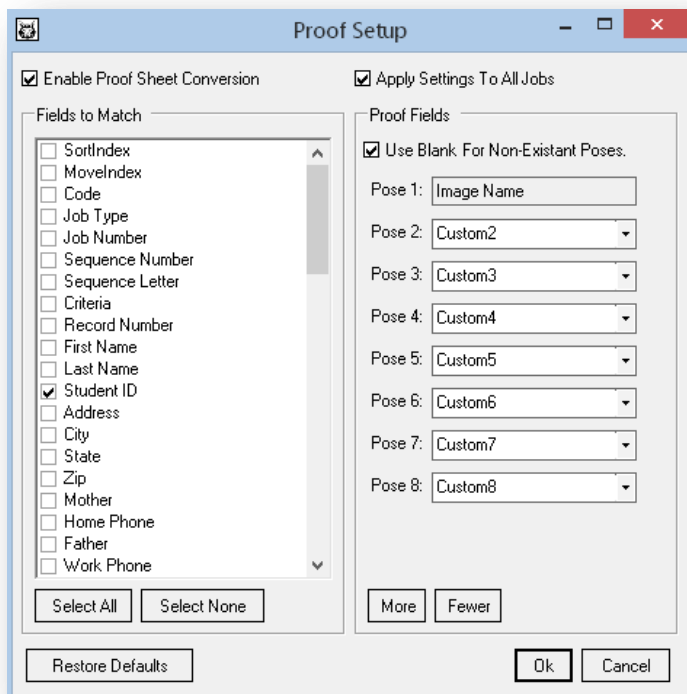 Proof Setup
Enable Proof Sheet Conversion
Apply Settings To All Jobs
Fields to Match
SortIndex
MoveIndex
Code
Job Type
Job Number
Sequence Number
Sequence Letter
Criteria
Record Number
First Name
Last Name
Student ID
Address
City
State
Zip
Mother
Home Phone
Father
Work Phone
Select All
Select None
Proof Fields
Use Blank For Non-Existant Poses.
Pose 1: Image Name
Pose 2: Custom2
Pose 3: Custom3
Pose 4: Custom4
Pose 5: Custom5
Pose 6: Custom6
Pose 7: Custom7
Pose 8: Custom8
More
Fewer
Restore Defaults
Ok
Cancel